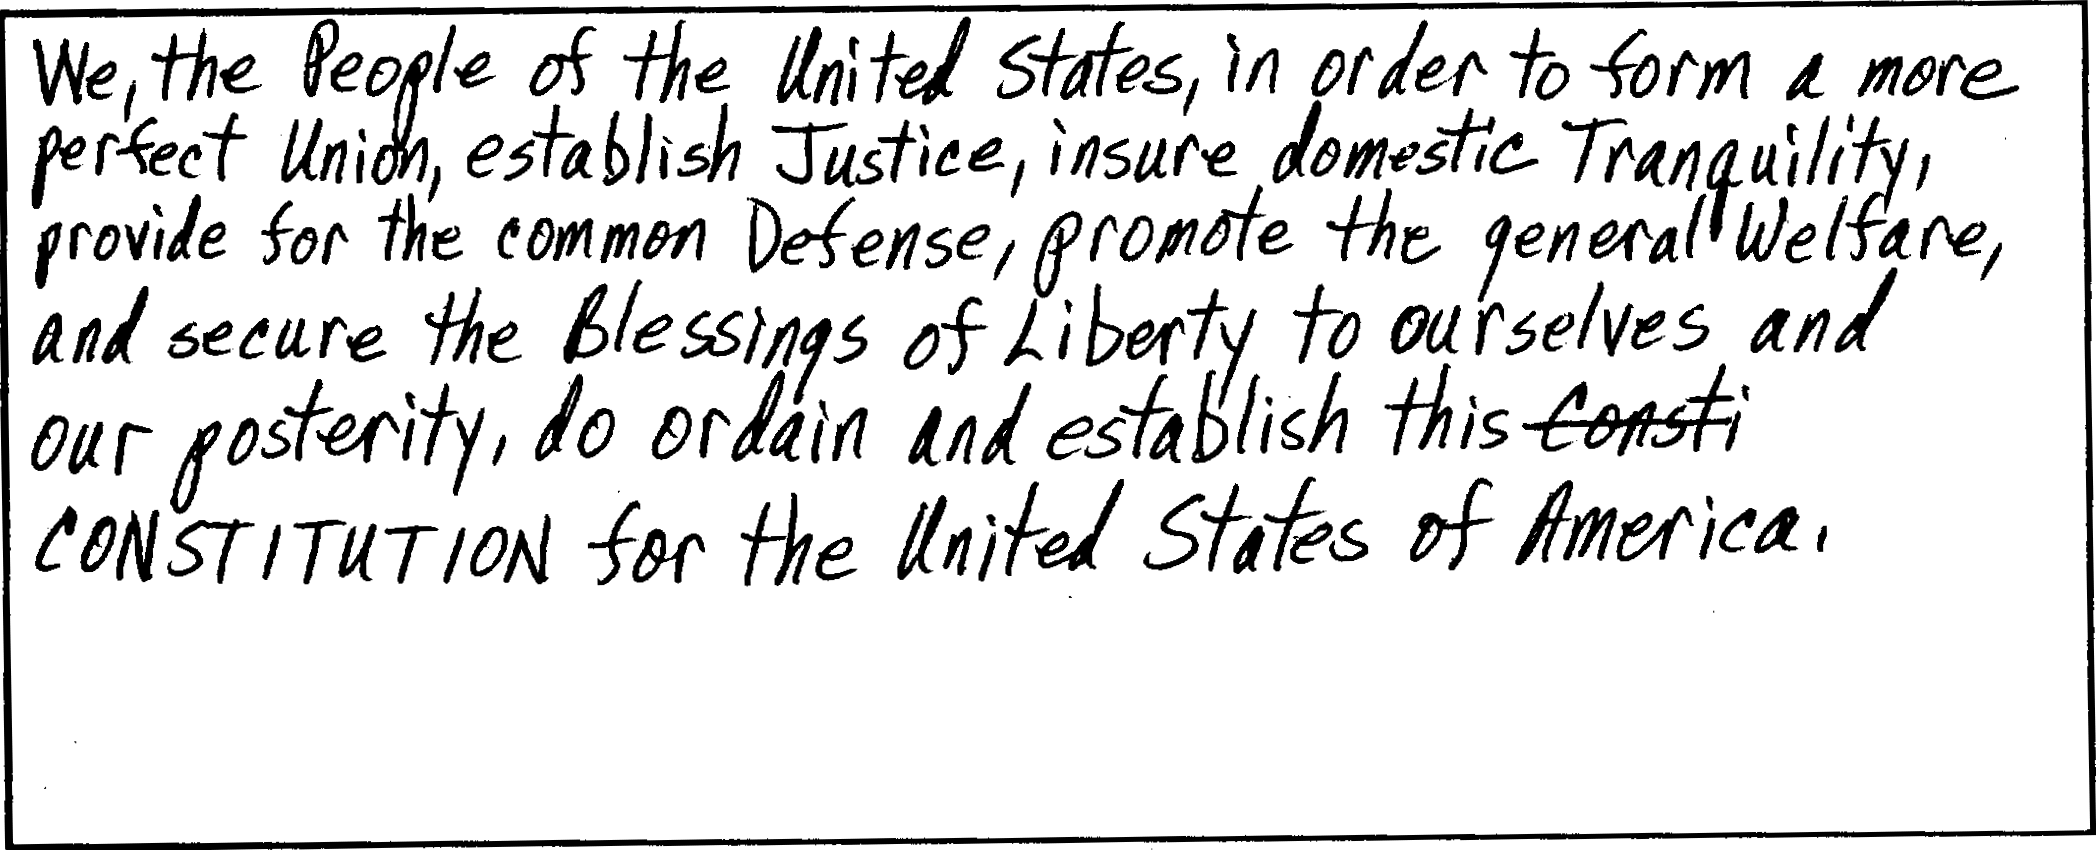 We, the People of the United States, in order to form a more
perfect Union, establish Justice, insure domestic Tranquility,
provide for the common Defense, promote the general Welfare,
and secure the Blessings of Liberty to ourselves and
our posterity, do ordain and establish this Consti
CONSTITUTION for the United States of America.